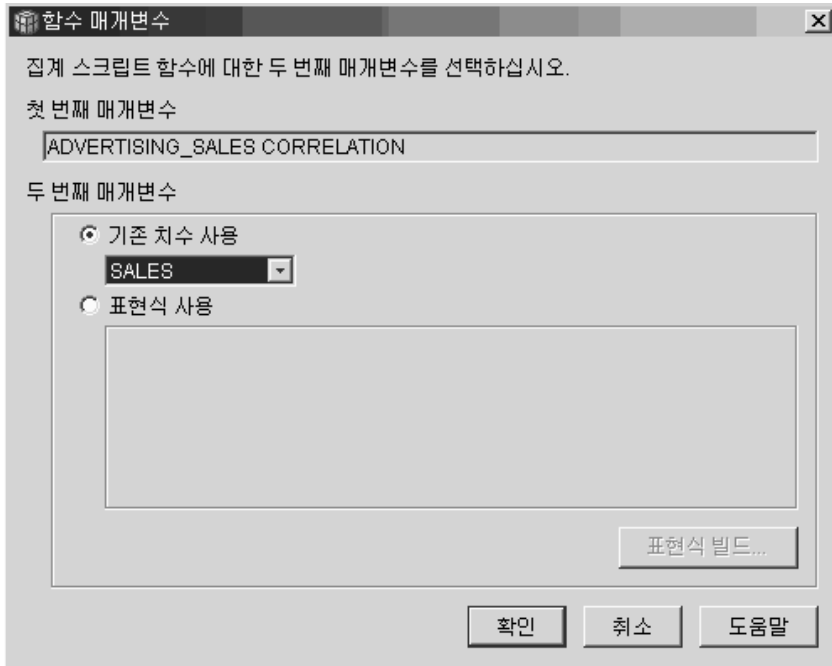 함수 매개변수
집계 스크립트 함수에 대한 두 번째 매개변수를 선택하십시오.
첫 번째 매개변수
ADVERTISING_SALES CORRELATION
두 번째 매개변수
기존 치수 사용
SALES
표현식 사용
표현식 빌드...
확인 취소 도움말